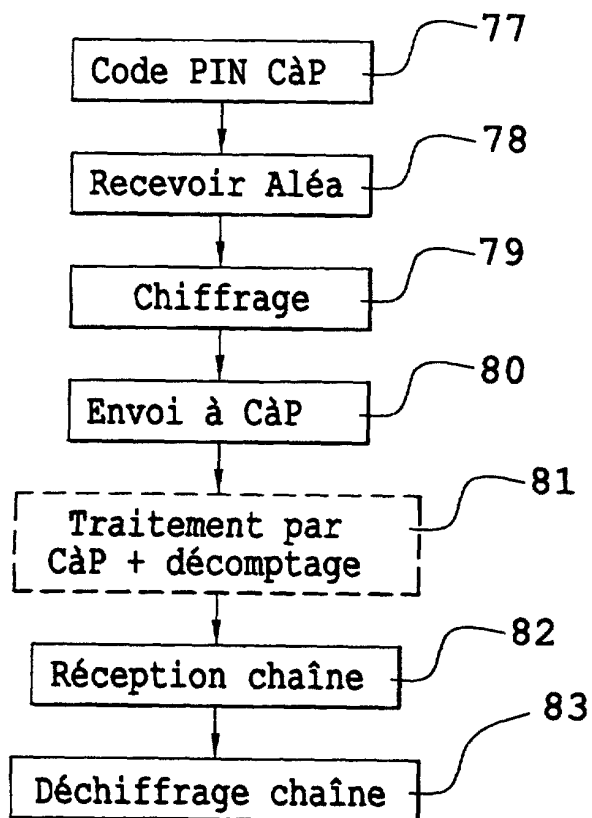 77
Code PIN CàP
78
Recevoir Aléa
79
Chiffrage
80
Envoi à CàP
81
Traitement par
CàP + décomptage
82
Réception chaîne
83
Déchiffrage chaîne